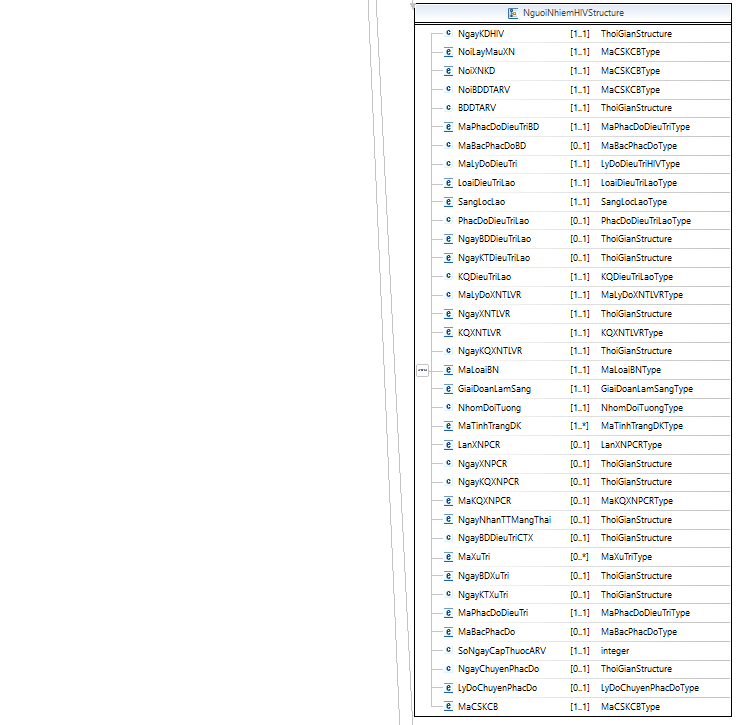 NguoiNhiemHIVStructure
NgayKDHIV [1..1] ThoiGianStructure
NoiLayMauXN [1..1] MaCSKCBType
NoiXNKD [1..1] MaCSKCBType
NoiBDDTARV [1..1] MaCSKCBType
BDDTARV [1..1] ThoiGianStructure
MaPhacDoDieuTriBD [1..1] MaPhacDoDieuTriType
MaBacPhacDoBD [0..1] MaBacPhacDoType
MaLyDoDieuTri [1..1] LyDoDieuTriHIVType
LoaiDieuTriLao [1..1] LoaiDieuTriLaoType
SangLocLao [1..1] SangLocLaoType
PhacDoDieuTriLao [0..1] PhacDoDieuTriLaoType
NgayBDDieuTriLao [0..1] ThoiGianStructure
NgayKTDieuTriLao [0..1] ThoiGianStructure
KQDieuTriLao [1..1] KQDieuTriLaoType
MaLyDoXNTLVR [1..1] MaLyDoXNTLVRType
NgayXNTLVR [1..1] ThoiGianStructure
KQXNTLVR [1..1] KQXNTLVRType
NgayKQXNTLVR [1..1] ThoiGianStructure
MaLoaiBN [1..1] MaLoaiBNType
GiaiDoanLamSang [1..1] GiaiDoanLamSangType
NhomDoiTuong [1..1] NhomDoiTuongType
MaTinhTrangDK [1..*] MaTinhTrangDKType
LanXNPCR [0..1] LanXNPCRType
NgayXNPCR [0..1] ThoiGianStructure
NgayKQXNPCR [0..1] ThoiGianStructure
MaKQXNPCR [0..1] MaKQXNPCRType
NgayNhanTTMangThai [0..1] ThoiGianStructure
NgayBDDieuTriCTX [0..1] ThoiGianStructure
MaXuTri [0..*] MaXuTriType
NgayBDXuTri [0..1] ThoiGianStructure
NgayKTXuTri [0..1] ThoiGianStructure
MaPhacDoDieuTri [1..1] MaPhacDoDieuTriType
MaBacPhacDo [0..1] MaBacPhacDoType
SoNgayCapThuocARV [1..1] integer
NgayChuyenPhacDo [0..1] ThoiGianStructure
LyDoChuyenPhacDo [0..1] LyDoChuyenPhacDoType
MaCSKCB [1..1] MaCSKCBType